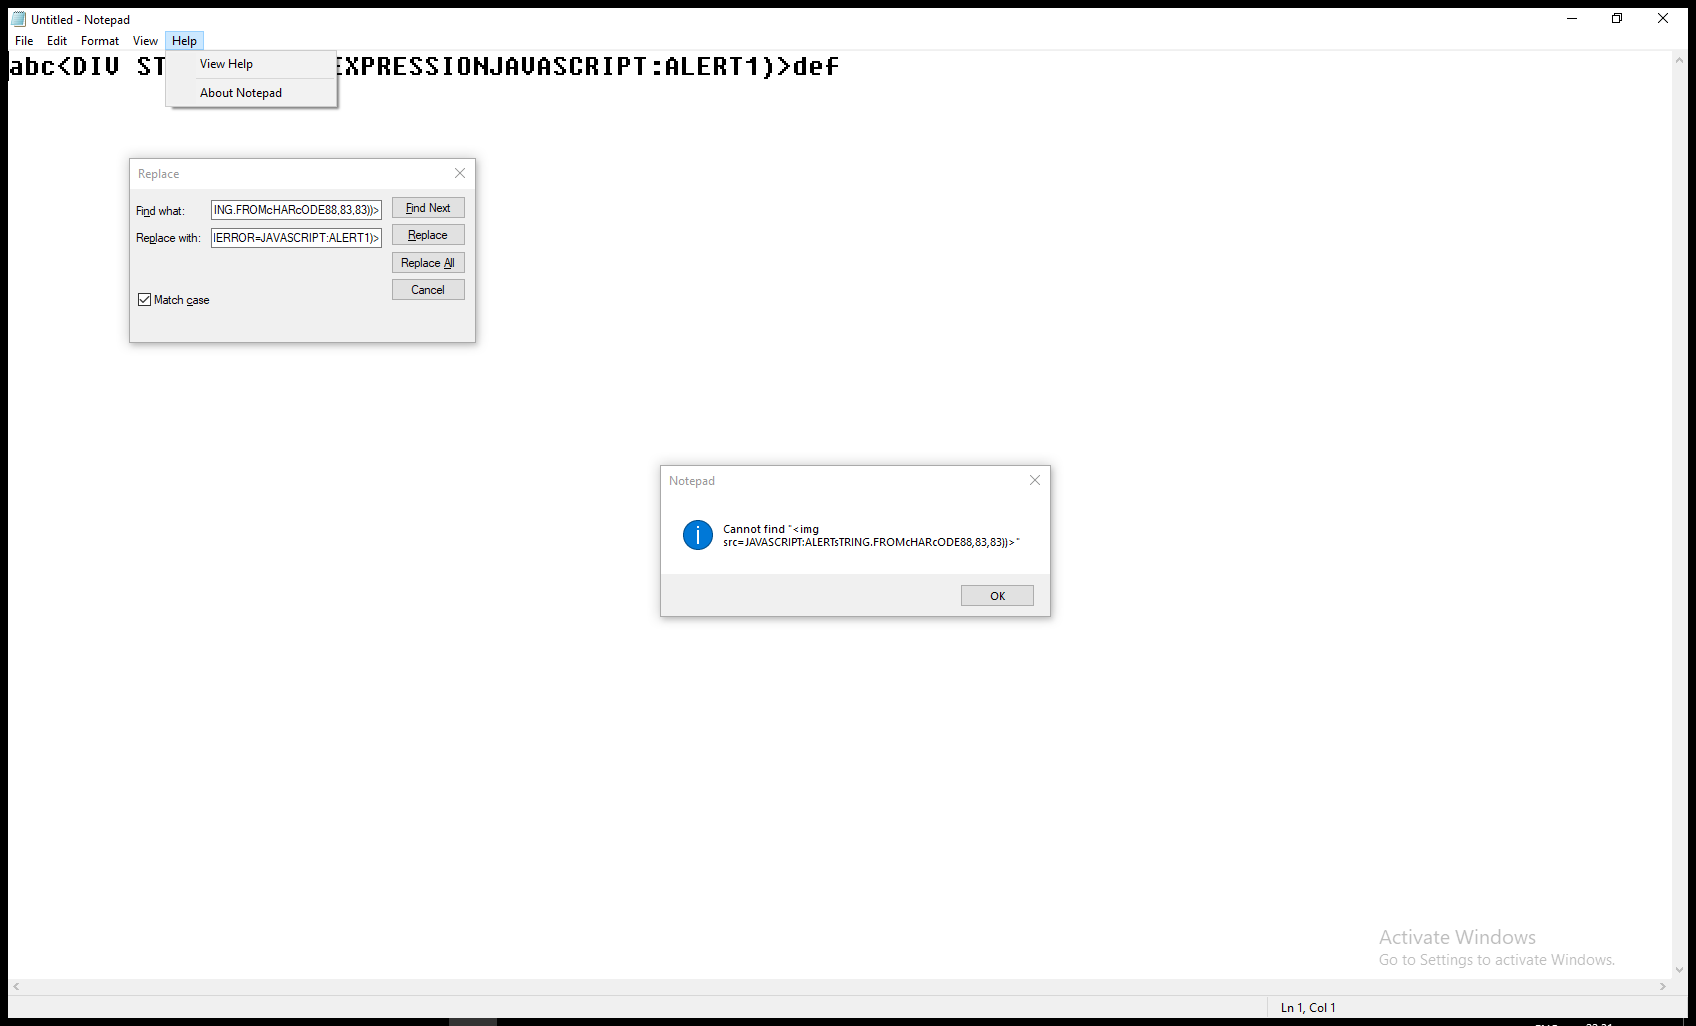 Untitled - Notepad
File Edit Format View Help
abc<DIV ST EXPRESSIONJAVASCRIPT:ALERT1)>def
View Help
About Notepad
Replace
Find what: ING.FROMcHARcODE88,83,83))> Find Next
Replace with: IERROR=JAVASCRIPT:ALERT1)> Replace
Replace All
Cancel
Match case
Notepad
Cannot find "<img
src=JAVASCRIPT:ALERTsTRING.FROMcHARcODE88,83,83))>"
OK
Activate Windows
Go to Settings to activate Windows.
Ln 1, Col 1